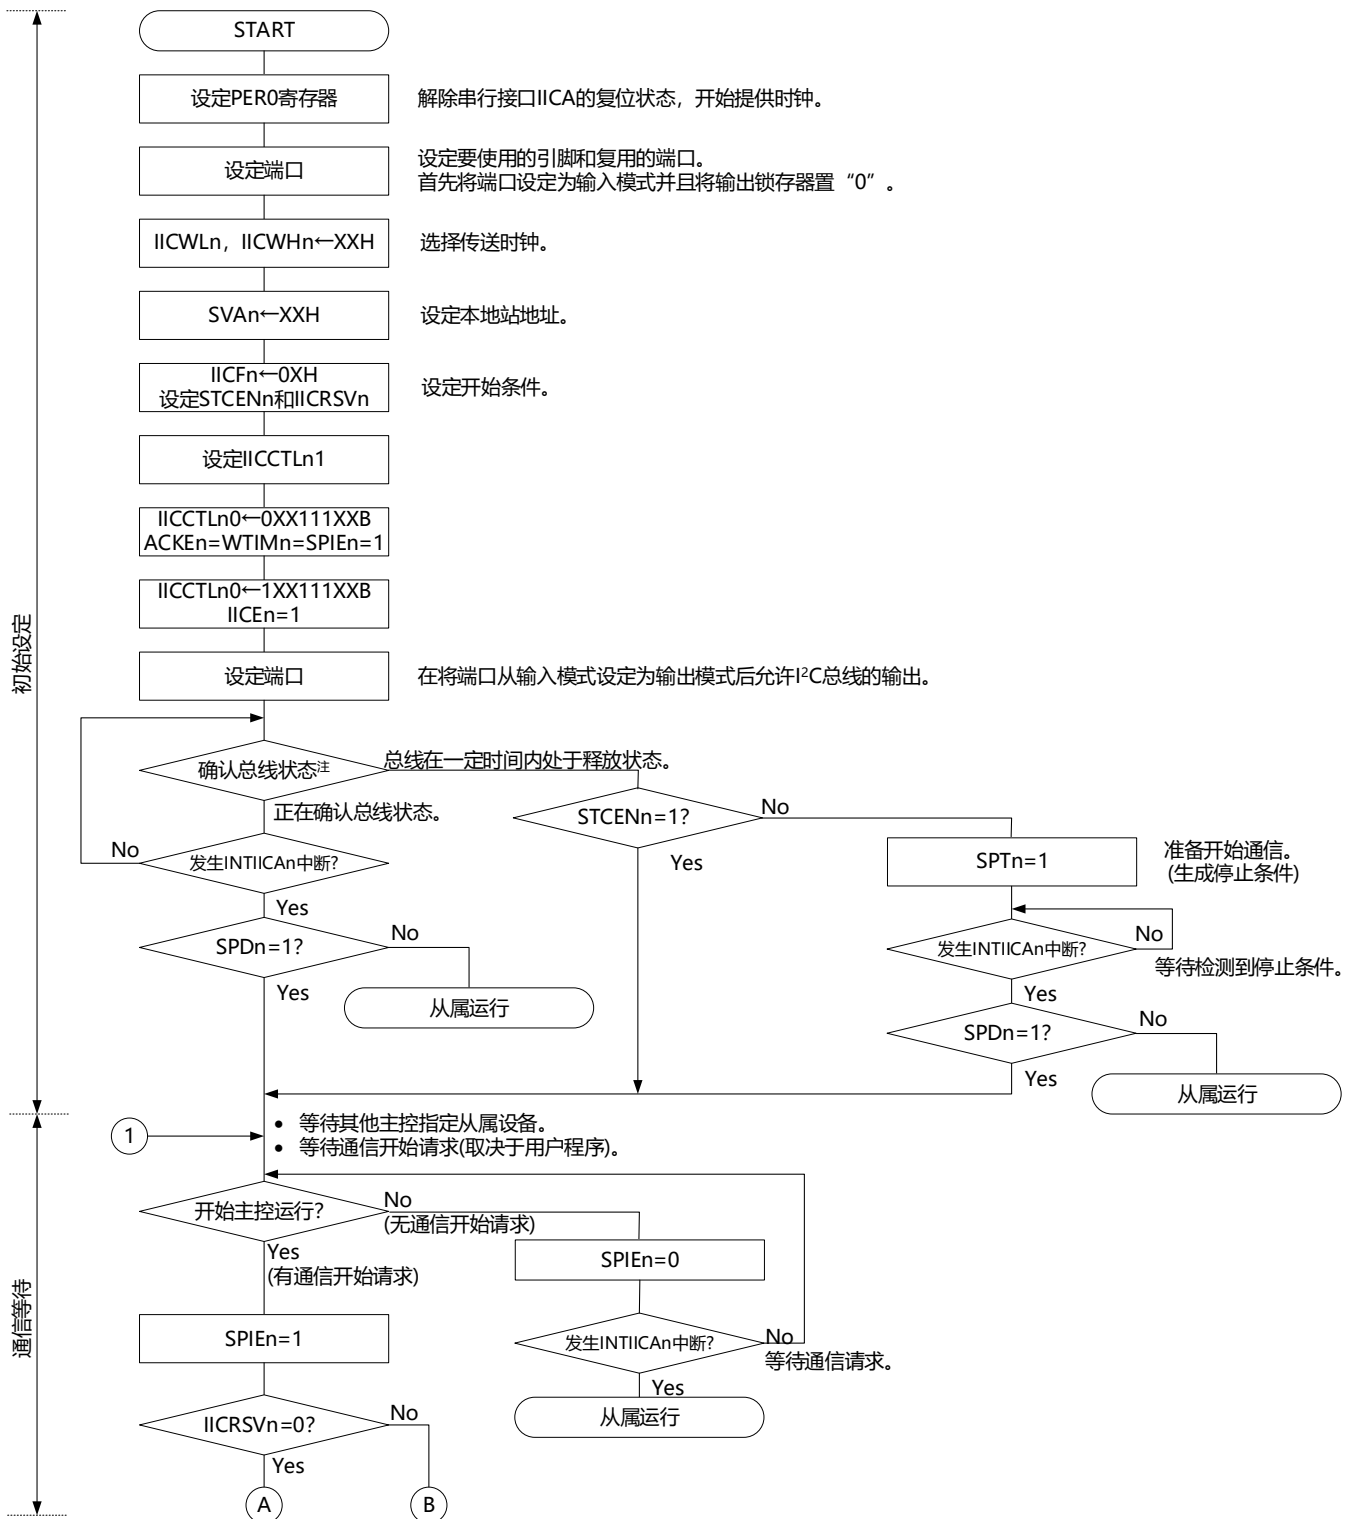 START
设定PER0寄存器
解除串行接口IICA的复位状态，开始提供时钟。
设定端口
设定要使用的引脚和复用的端口。
首先将端口设定为输入模式并且将输出锁存器置“0”。
IICWLn，IICWHn←XXH
选择传送时钟。
SVAn←XXH
设定本地站地址。
IICFn←0XH
设定STCENn和IICRSVn
设定开始条件。
设定IICCTLn1
IICCTLn0←0XX111XXB
ACKEn=WTIMn=SPIEn=1
IICCTLn0←1XX111XXB
IICEn=1
初始设定
设定端口
在将端口从输入模式设定为输出模式后允许I²C总线的输出。
确认总线状态注
总线在一定时间内处于释放状态。
正在确认总线状态。
STCENn=1?
No
Yes
SPTn=1
准备开始通信。
(生成停止条件)
No
发生INTIICAn中断?
Yes
发生INTIICAn中断?
No
等待检测到停止条件。
Yes
SPDn=1?
No
Yes
从属运行
SPDn=1?
No
Yes
从属运行
1
• 等待其他主控指定从属设备。
• 等待通信开始请求(取决于用户程序)。
开始主控运行?
No
(无通信开始请求)
Yes
(有通信开始请求)
SPIEn=0
通信等待
SPIEn=1
发生INTIICAn中断?
No
等待通信请求。
Yes
从属运行
IICRSVn=0?
No
Yes
A
B